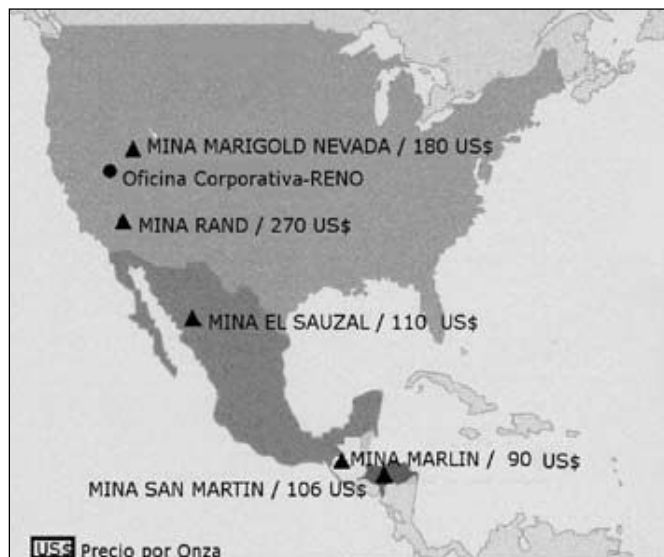 MINA MARIGOLD NEVADA / 180 US$
Oficina Corporativa-RENO
MINA RAND / 270 US$
MINA EL SAUZAL / 110 US$
MINA MARLIN / 90 US$
MINA SAN MARTIN / 106 US$
US$ Precio por Onza